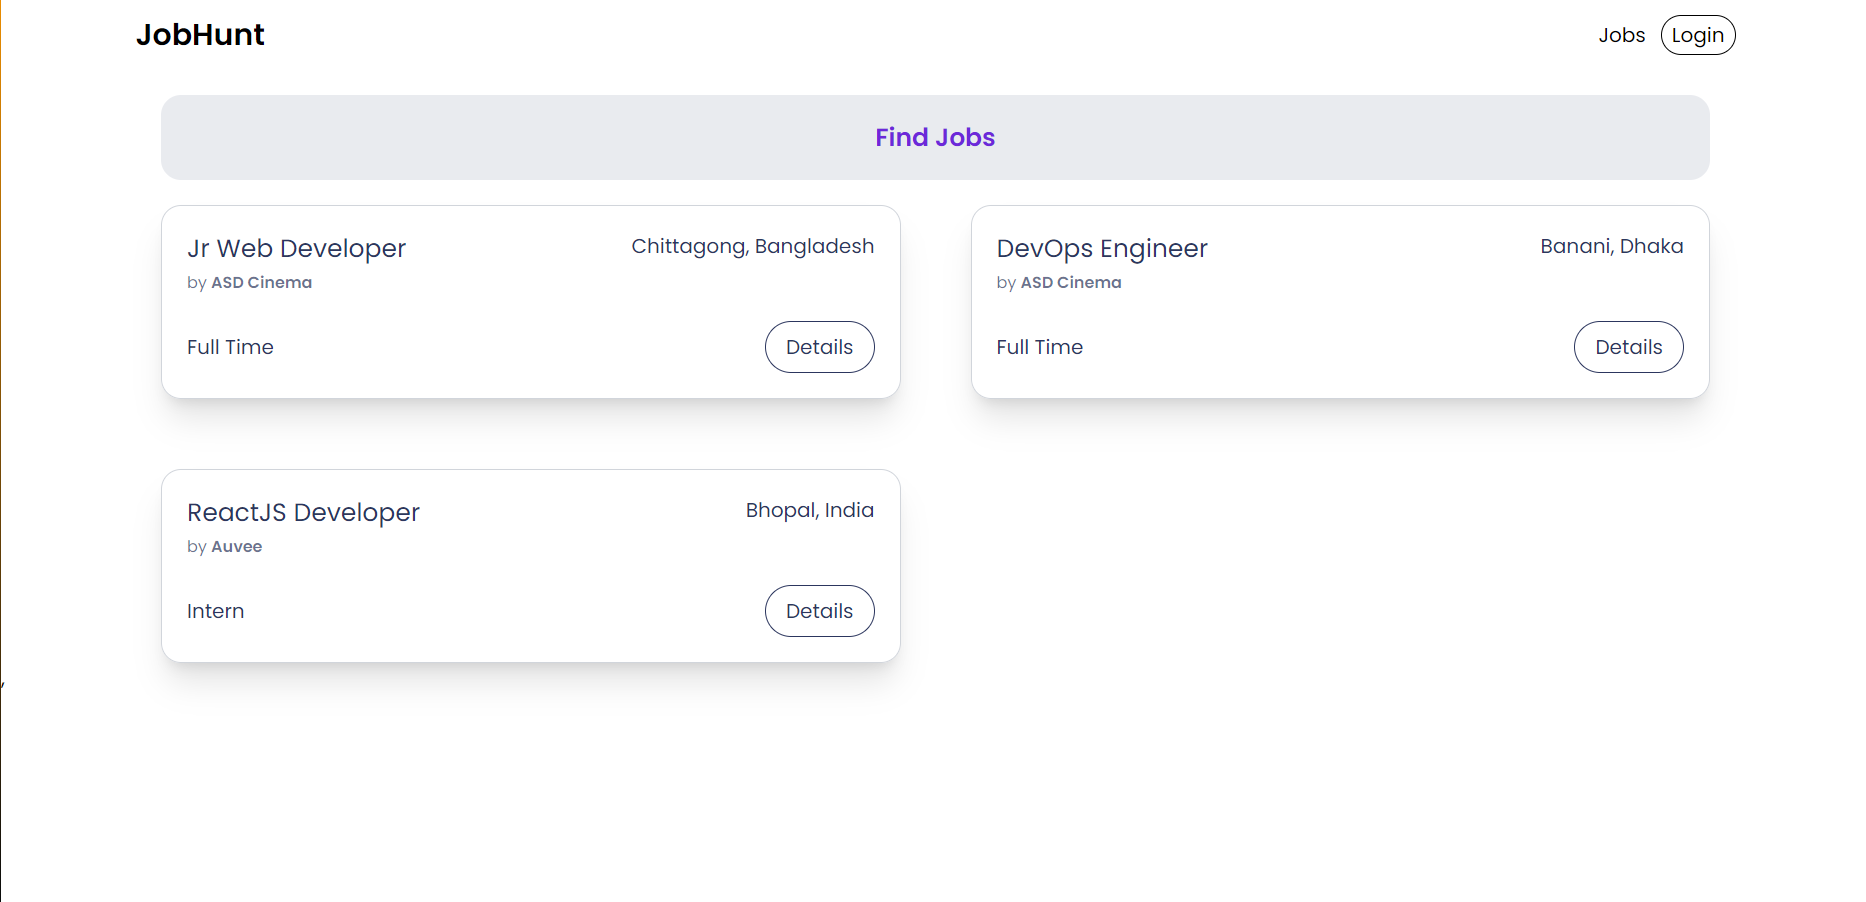 JobHunt
Jobs
Login
Find Jobs
Jr Web Developer
Chittagong, Bangladesh
by ASD Cinema
Full Time
Details
DevOps Engineer
Banani, Dhaka
by ASD Cinema
Full Time
Details
ReactJS Developer
Bhopal, India
by Auvee
Intern
Details